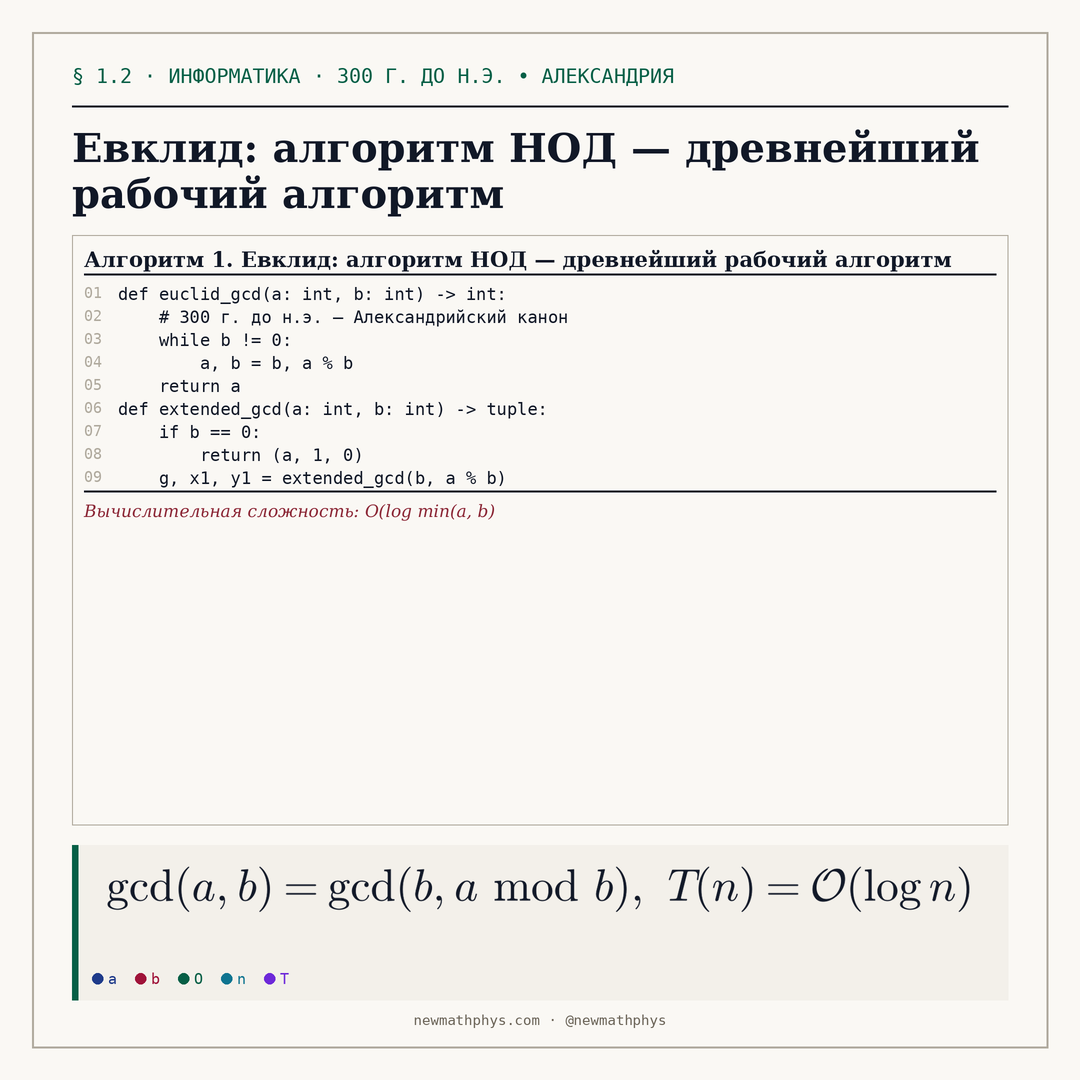 § 1.2 · ИНФОРМАТИКА · 300 Г. ДО Н.Э. • АЛЕКСАНДРИЯ
Евклид: алгоритм НОД — древнейший
рабочий алгоритм
Алгоритм 1. Евклид: алгоритм НОД — древнейший рабочий алгоритм
01 def euclid_gcd(a: int, b: int) -> int:
02     # 300 г. до н.э. — Александрийский канон
03     while b != 0:
04         a, b = b, a % b
05     return a
06 def extended_gcd(a: int, b: int) -> tuple:
07     if b == 0:
08         return (a, 1, 0)
09     g, x1, y1 = extended_gcd(b, a % b)
Вычислительная сложность: O(log min(a, b)
gcd(a, b) = gcd(b, a mod b), T(n) = 𝒪(log n)
a b O n T
newmathphys.com · @newmathphys